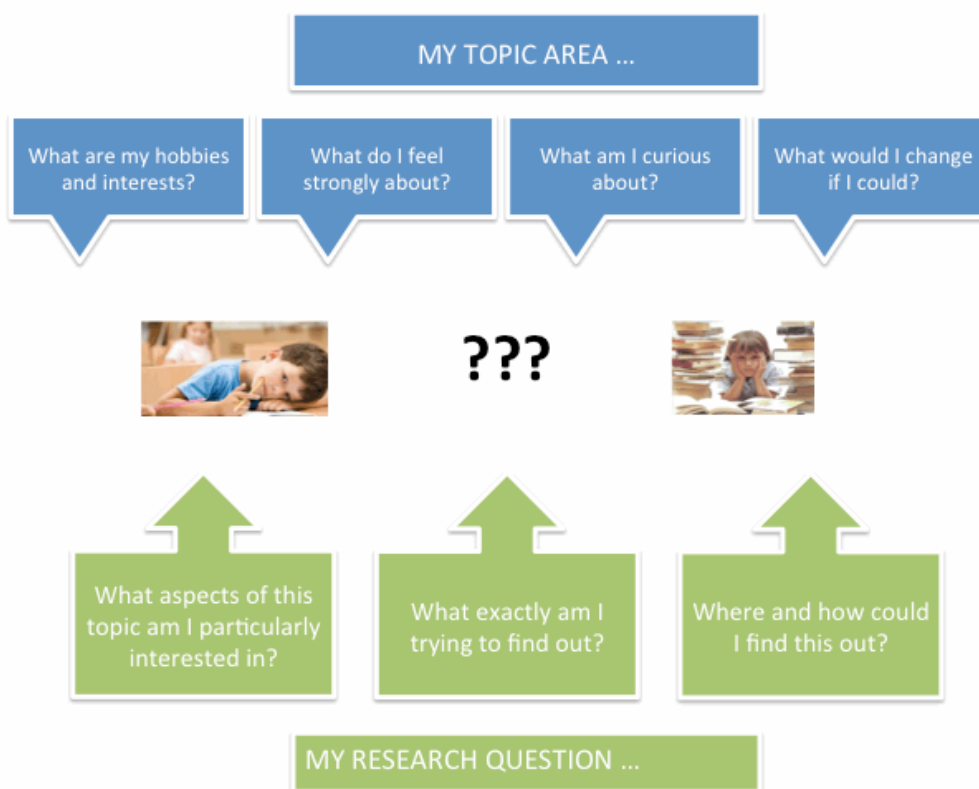 MY TOPIC AREA ...
What are my hobbies
and interests?
What do I feel
strongly about?
What am I curious
about?
What would I change
if I could?
???
What aspects of this
topic am I particularly
interested in?
What exactly am I
trying to find out?
Where and how could
I find this out?
MY RESEARCH QUESTION ...